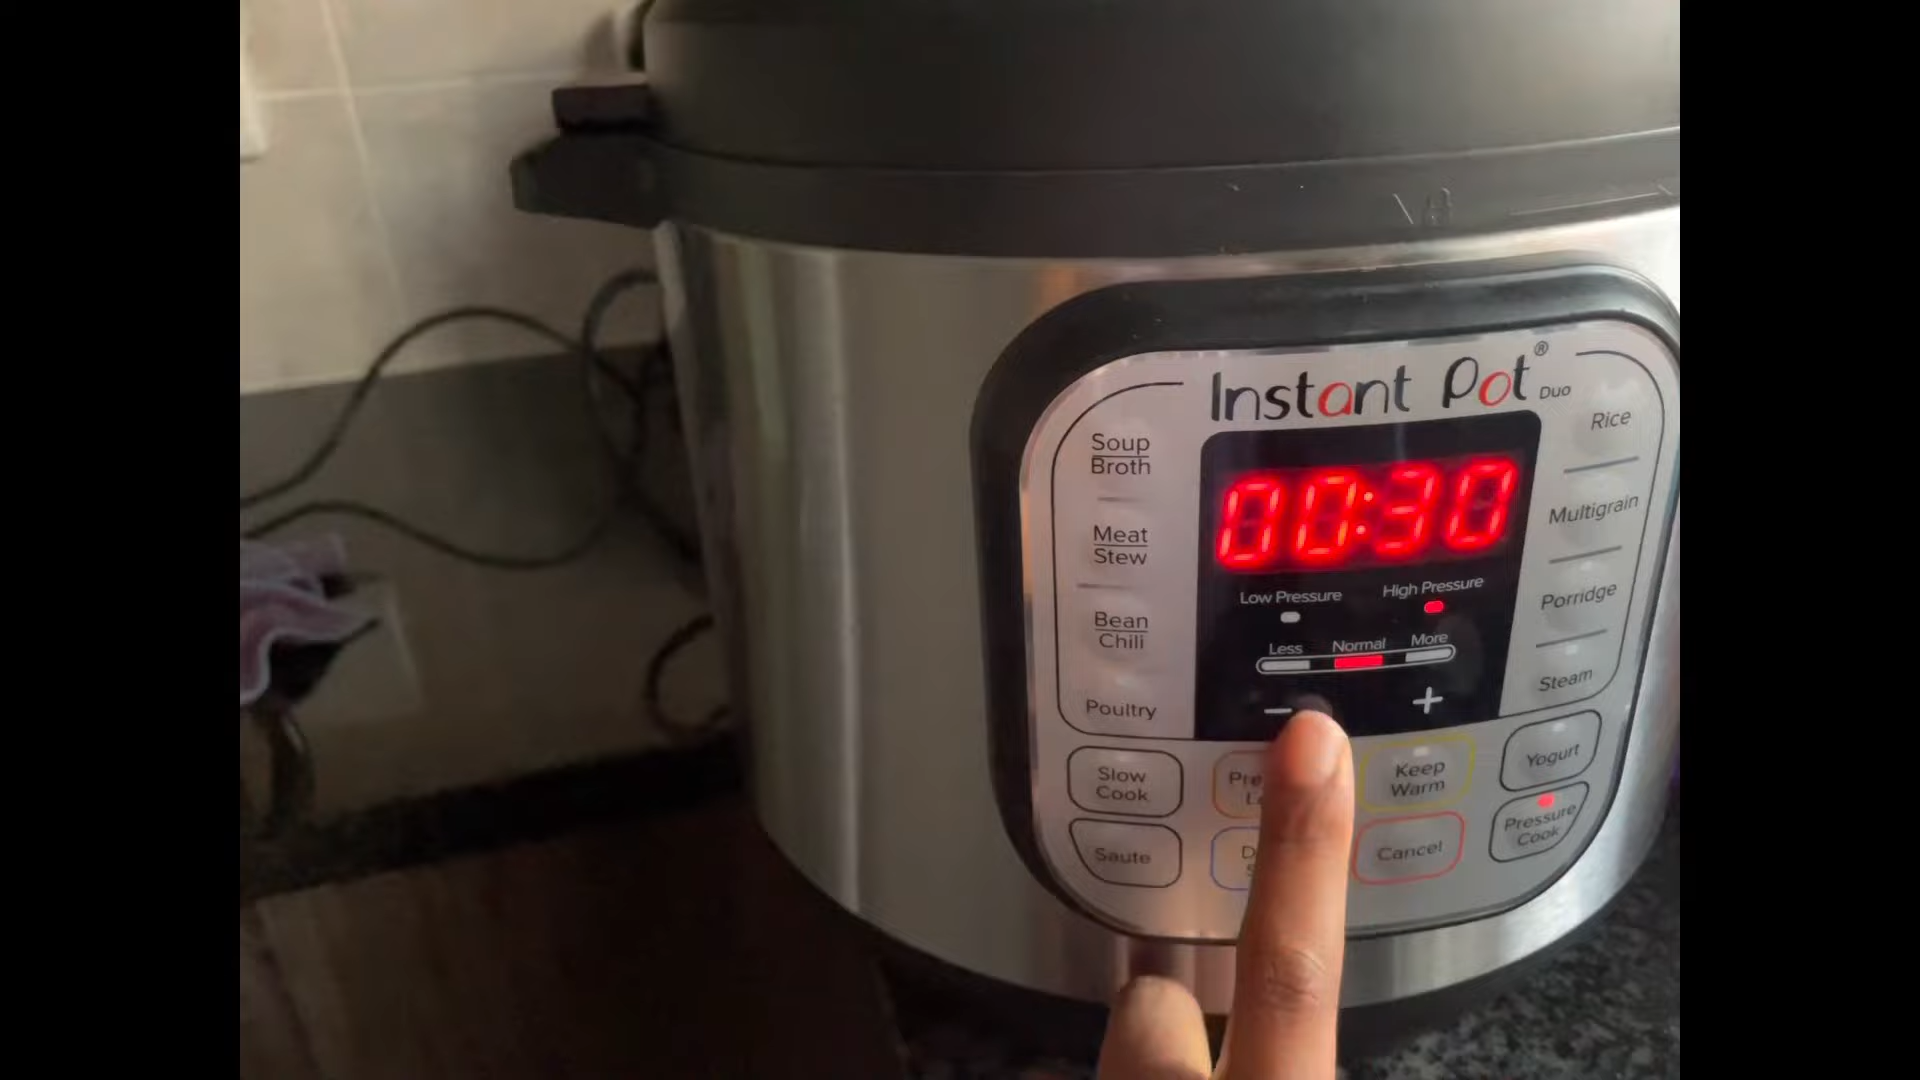 Instant Pot® Duo
Soup
Broth
Meat
Stew
Bean
Chili
Poultry
00:30
Low Pressure
High Pressure
Less
Normal
More
−
+
Rice
Multigrain
Porridge
Steam
Slow
Cook
Keep
Warm
Yogurt
Saute
Cancel
Pressure
Cook